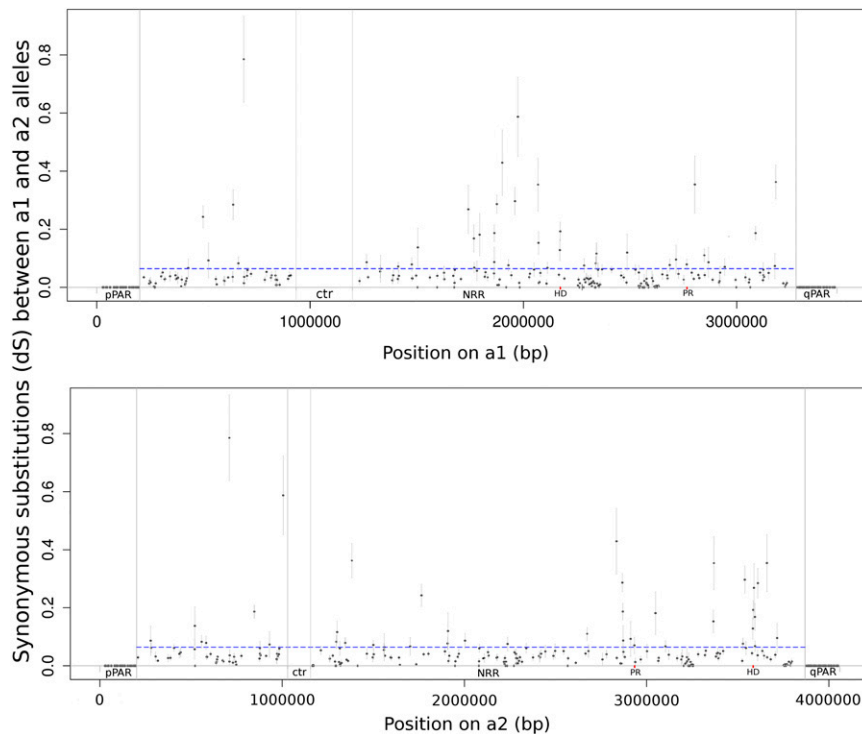 Synonymous substitutions (dS) between a1 and a2 alleles
0.8
0.6
0.4
0.2
0.0
pPAR ctr NRR HD PR qPAR
0 1000000 2000000 3000000
Position on a1 (bp)
0.8
0.6
0.4
0.2
0.0
pPAR ctr NRR PR HD qPAR
0 1000000 2000000 3000000 4000000
Position on a2 (bp)